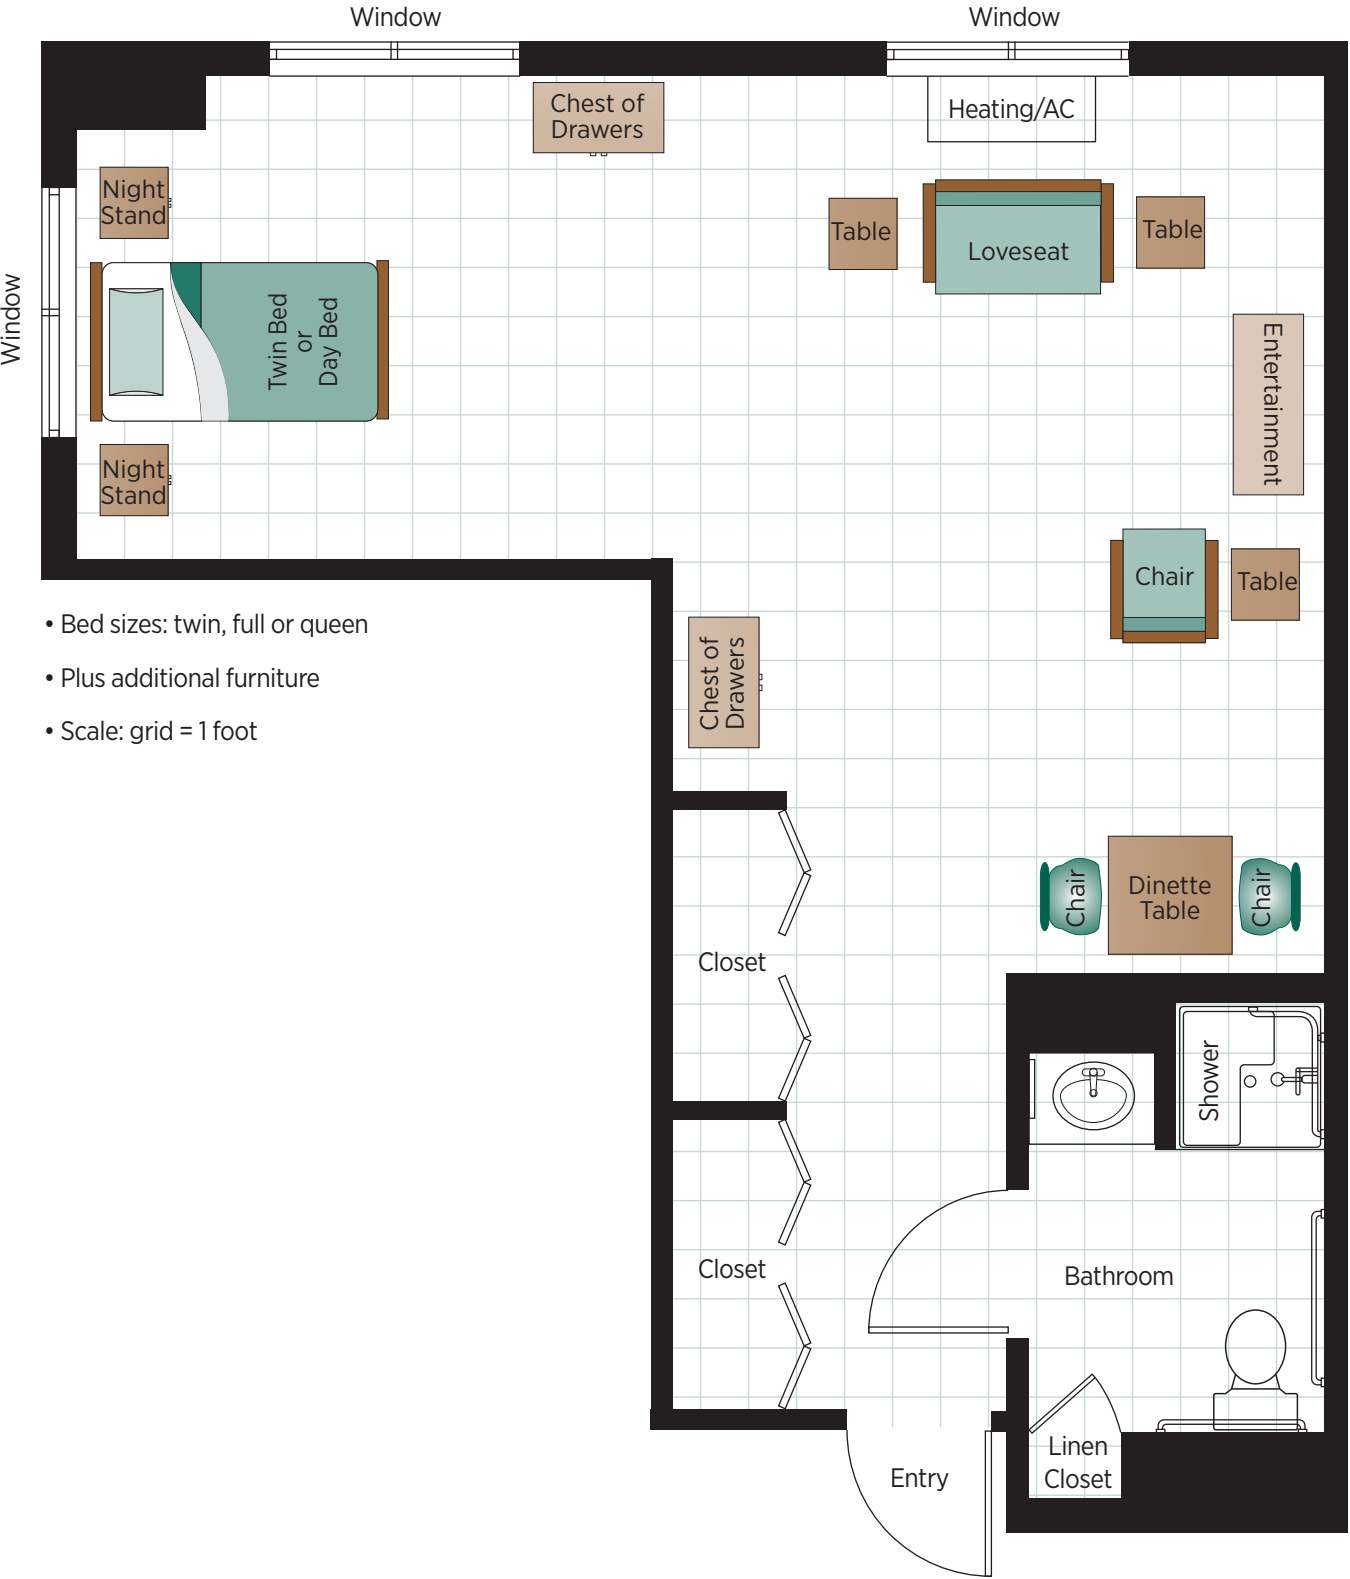 Window
Window
Chest of
Drawers
Heating/AC
Night
Stand
Table
Loveseat
Table
Window
Twin Bed
or
Day Bed
Entertainment
Night
Stand
Chair
Table
• Bed sizes: twin, full or queen
• Plus additional furniture
• Scale: grid = 1 foot
Chest of
Drawers
Chair
Dinette
Table
Chair
Closet
Shower
Closet
Bathroom
Entry
Linen
Closet